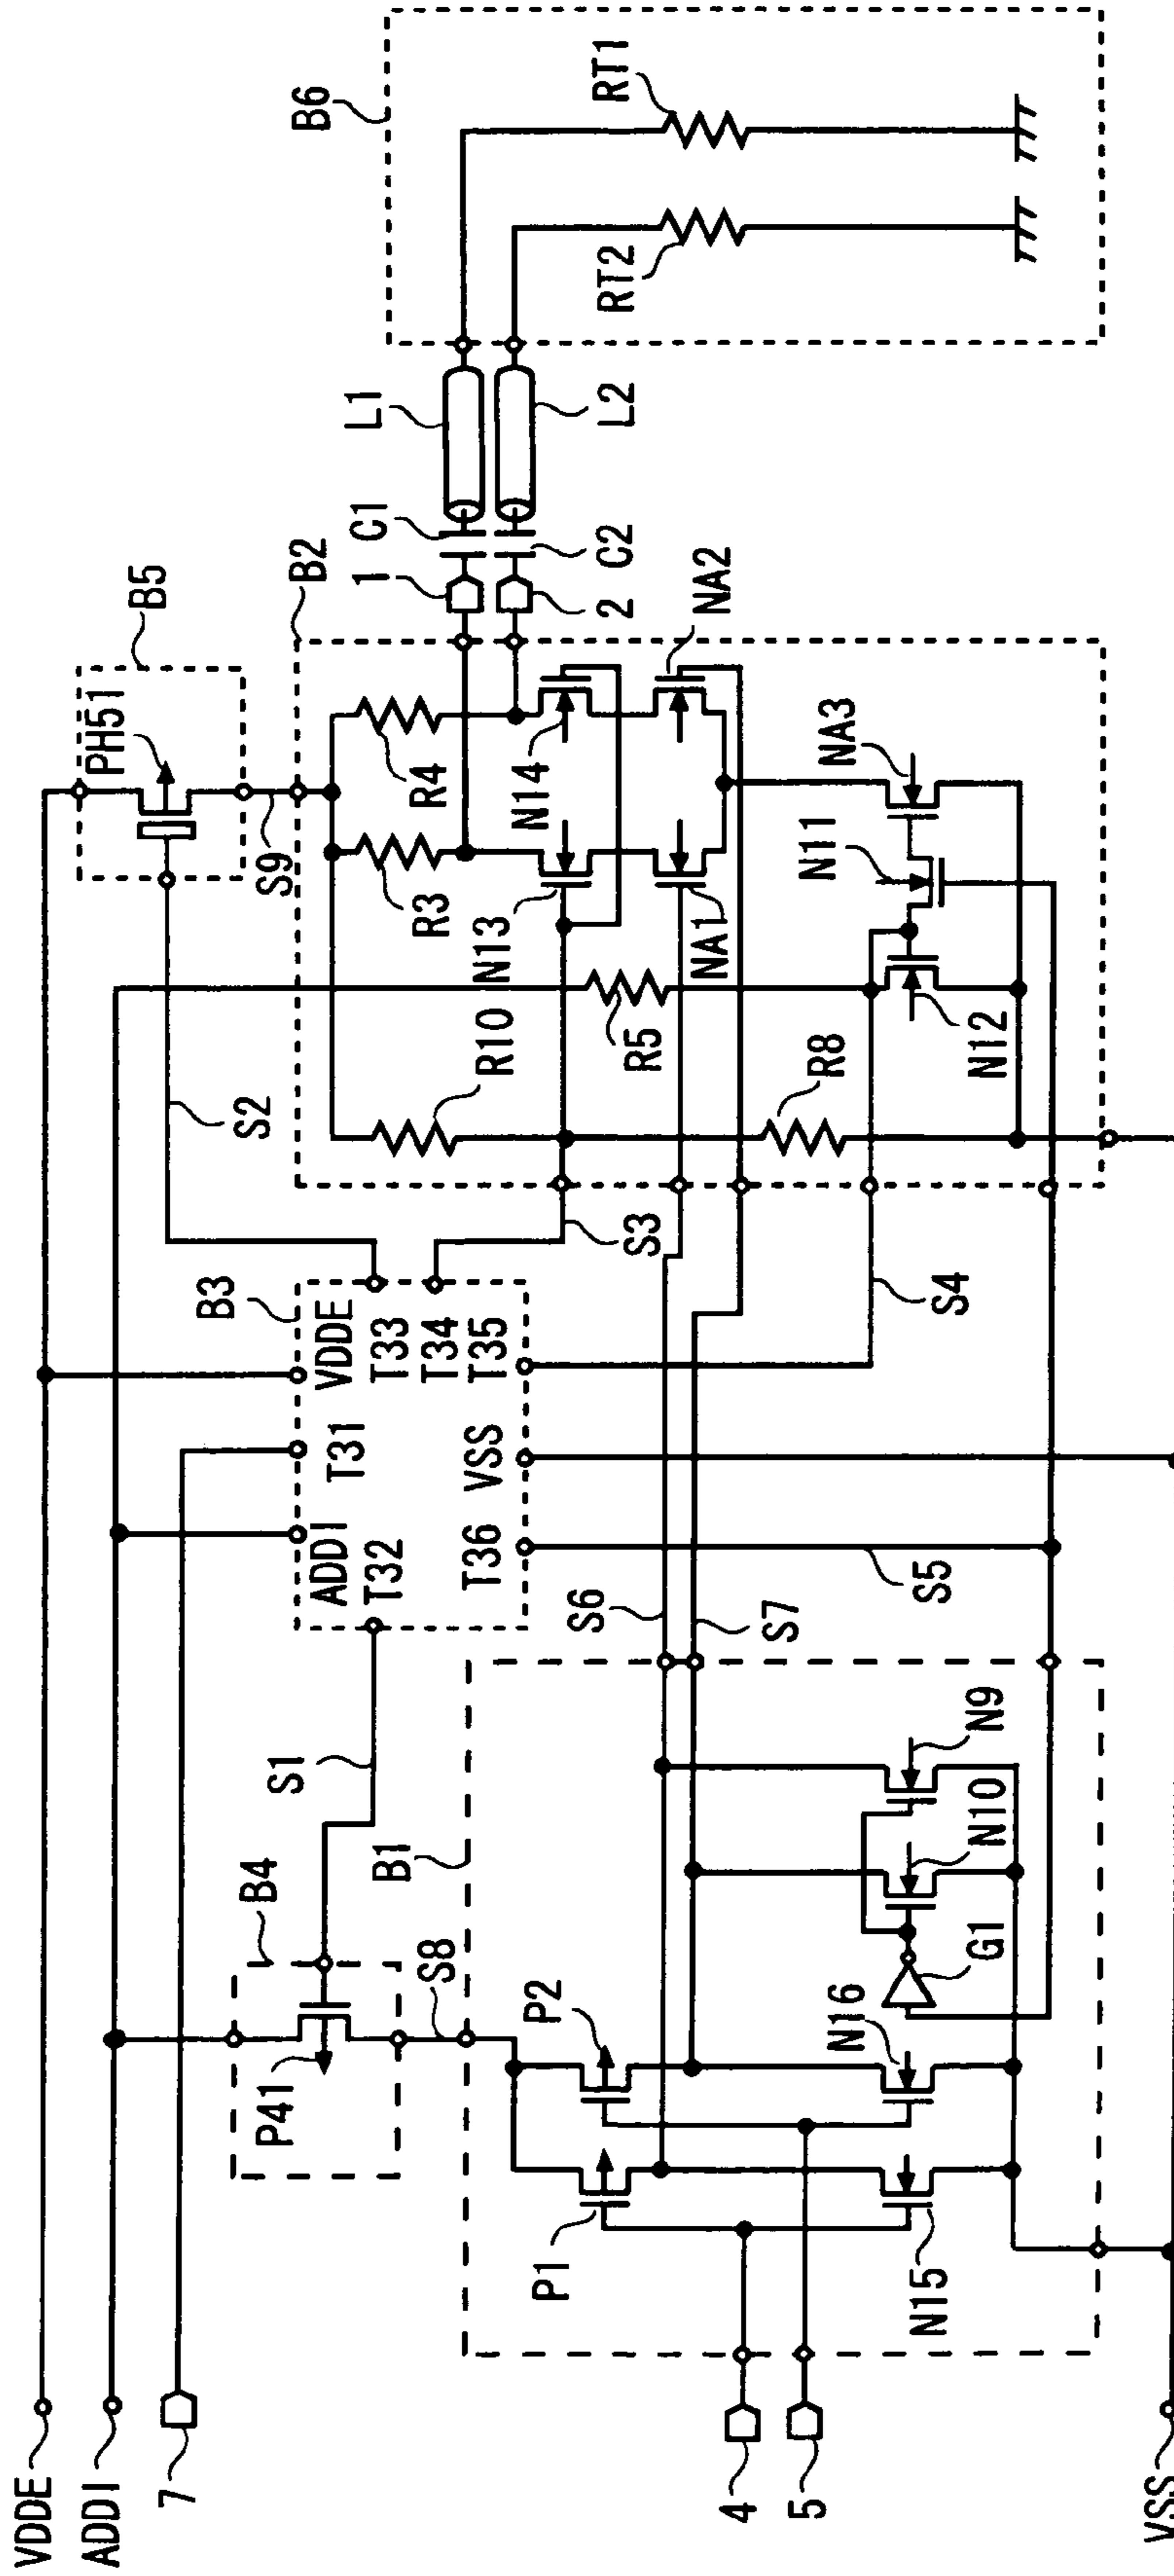 VDDE
ADDI
7
4
5
VSS
B4
P41
S8
S1
B1
P1
P2
N15
N16
G1
N10
N9
S6
S7
B3
ADDI
T31
VDDE
T32
T33
T34
T35
T36
VSS
S5
S4
S3
S2
B5
PH51
S9
B2
R10
R3
R4
R5
R8
N13
N14
NA1
NA2
N12
N11
NA3
1
2
C1
C2
L1
L2
B6
RT1
RT2